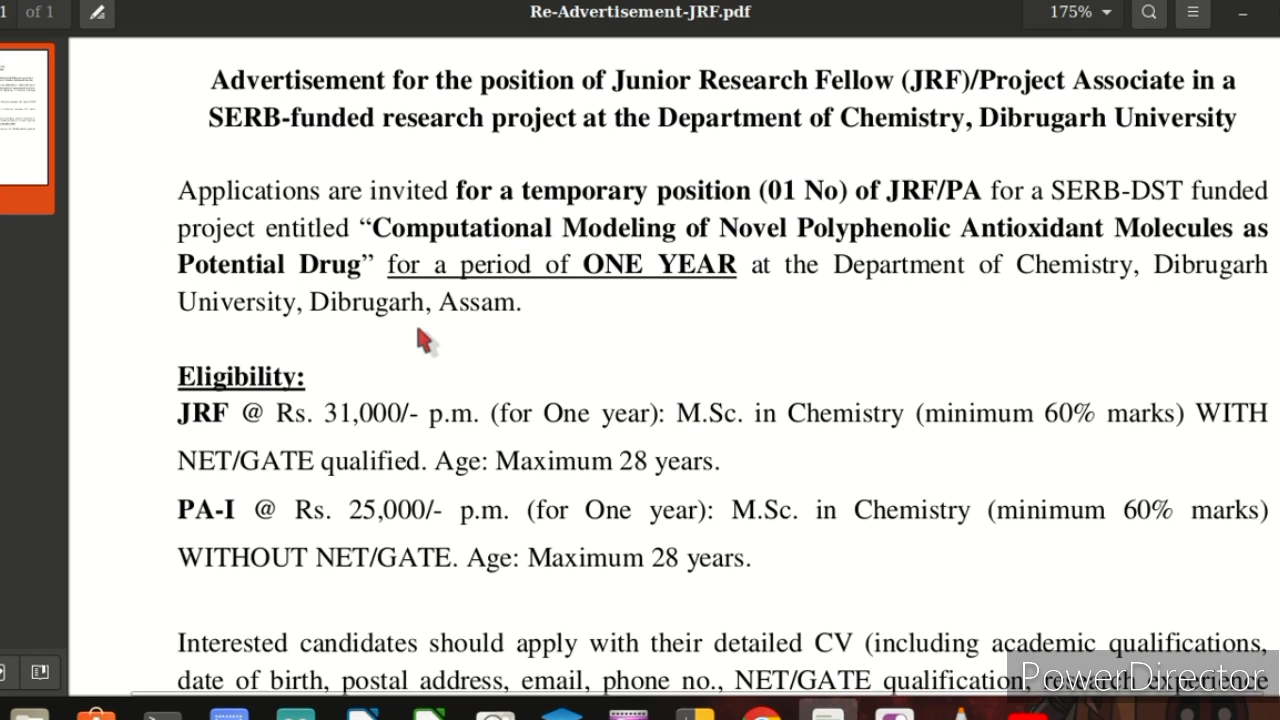 1 of 1
Re-Advertisement-JRF.pdf
175%
Advertisement for the position of Junior Research Fellow (JRF)/Project Associate in a
SERB-funded research project at the Department of Chemistry, Dibrugarh University
Applications are invited for a temporary position (01 No) of JRF/PA for a SERB-DST funded
project entitled “Computational Modeling of Novel Polyphenolic Antioxidant Molecules as
Potential Drug” for a period of ONE YEAR at the Department of Chemistry, Dibrugarh
University, Dibrugarh, Assam.
Eligibility:
JRF @ Rs. 31,000/- p.m. (for One year): M.Sc. in Chemistry (minimum 60% marks) WITH
NET/GATE qualified. Age: Maximum 28 years.
PA-I @ Rs. 25,000/- p.m. (for One year): M.Sc. in Chemistry (minimum 60% marks)
WITHOUT NET/GATE. Age: Maximum 28 years.
Interested candidates should apply with their detailed CV (including academic qualifications,
date of birth, postal address, email, phone no., NET/GATE qualification, research experience
PowerDirector